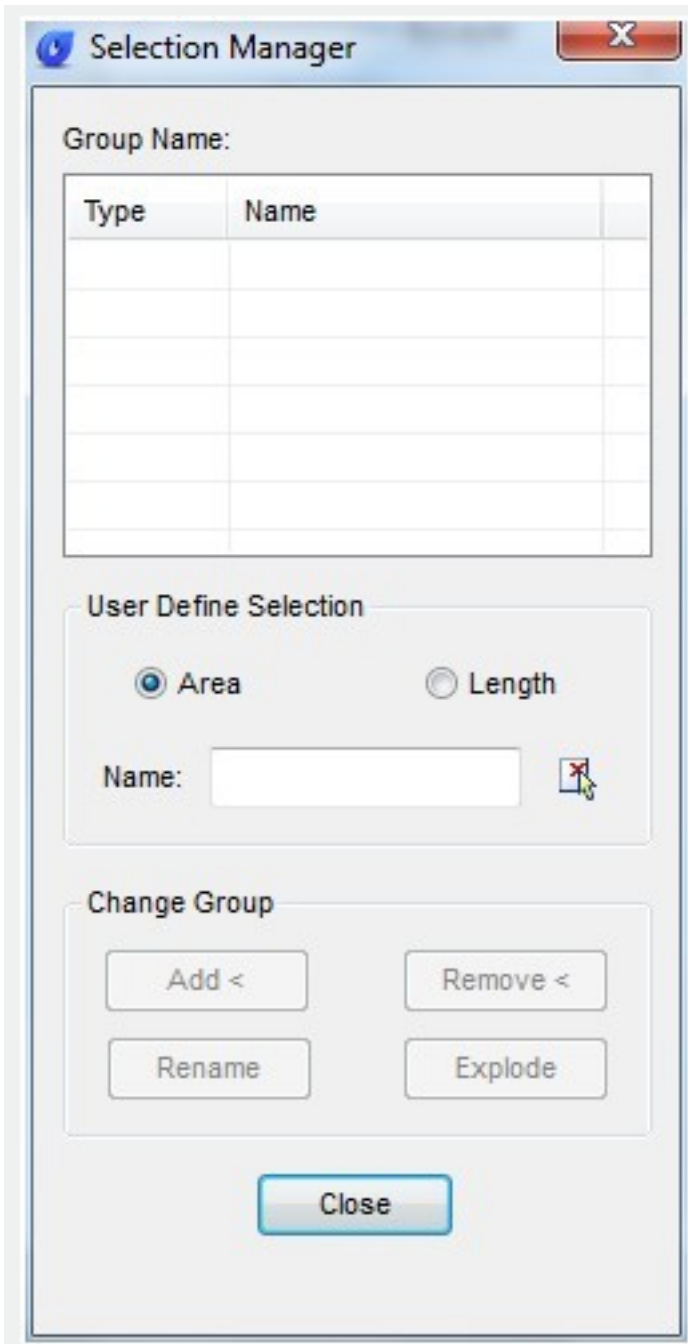 Selection Manager
X
Group Name:
Type Name
User Define Selection
Area Length
Name:
Change Group
Add < Remove <
Rename Explode
Close